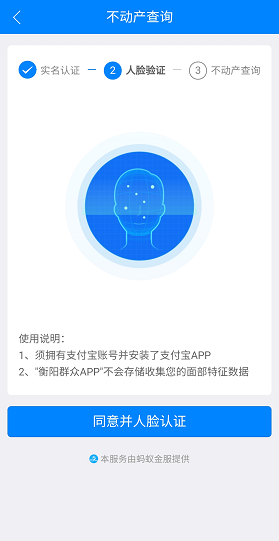 不动产查询
实名认证 2 人脸验证 3 不动产查询
使用说明：
1、须拥有支付宝账号并安装了支付宝APP
2、"衡阳群众APP"不会存储收集您的面部特征数据
同意并人脸认证
本服务由蚂蚁金服提供